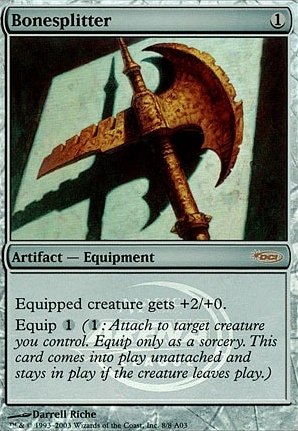 Bonesplitter 1
Artifact — Equipment
DCI
Equipped creature gets +2/+0.
Equip 1 (1: Attach to target creature
you control. Equip only as a sorcery. This
card comes into play unattached and
stays in play if the creature leaves play.)
Darrell Riche
™ & © 1993–2003 Wizards of the Coast, Inc. 8/8 A03